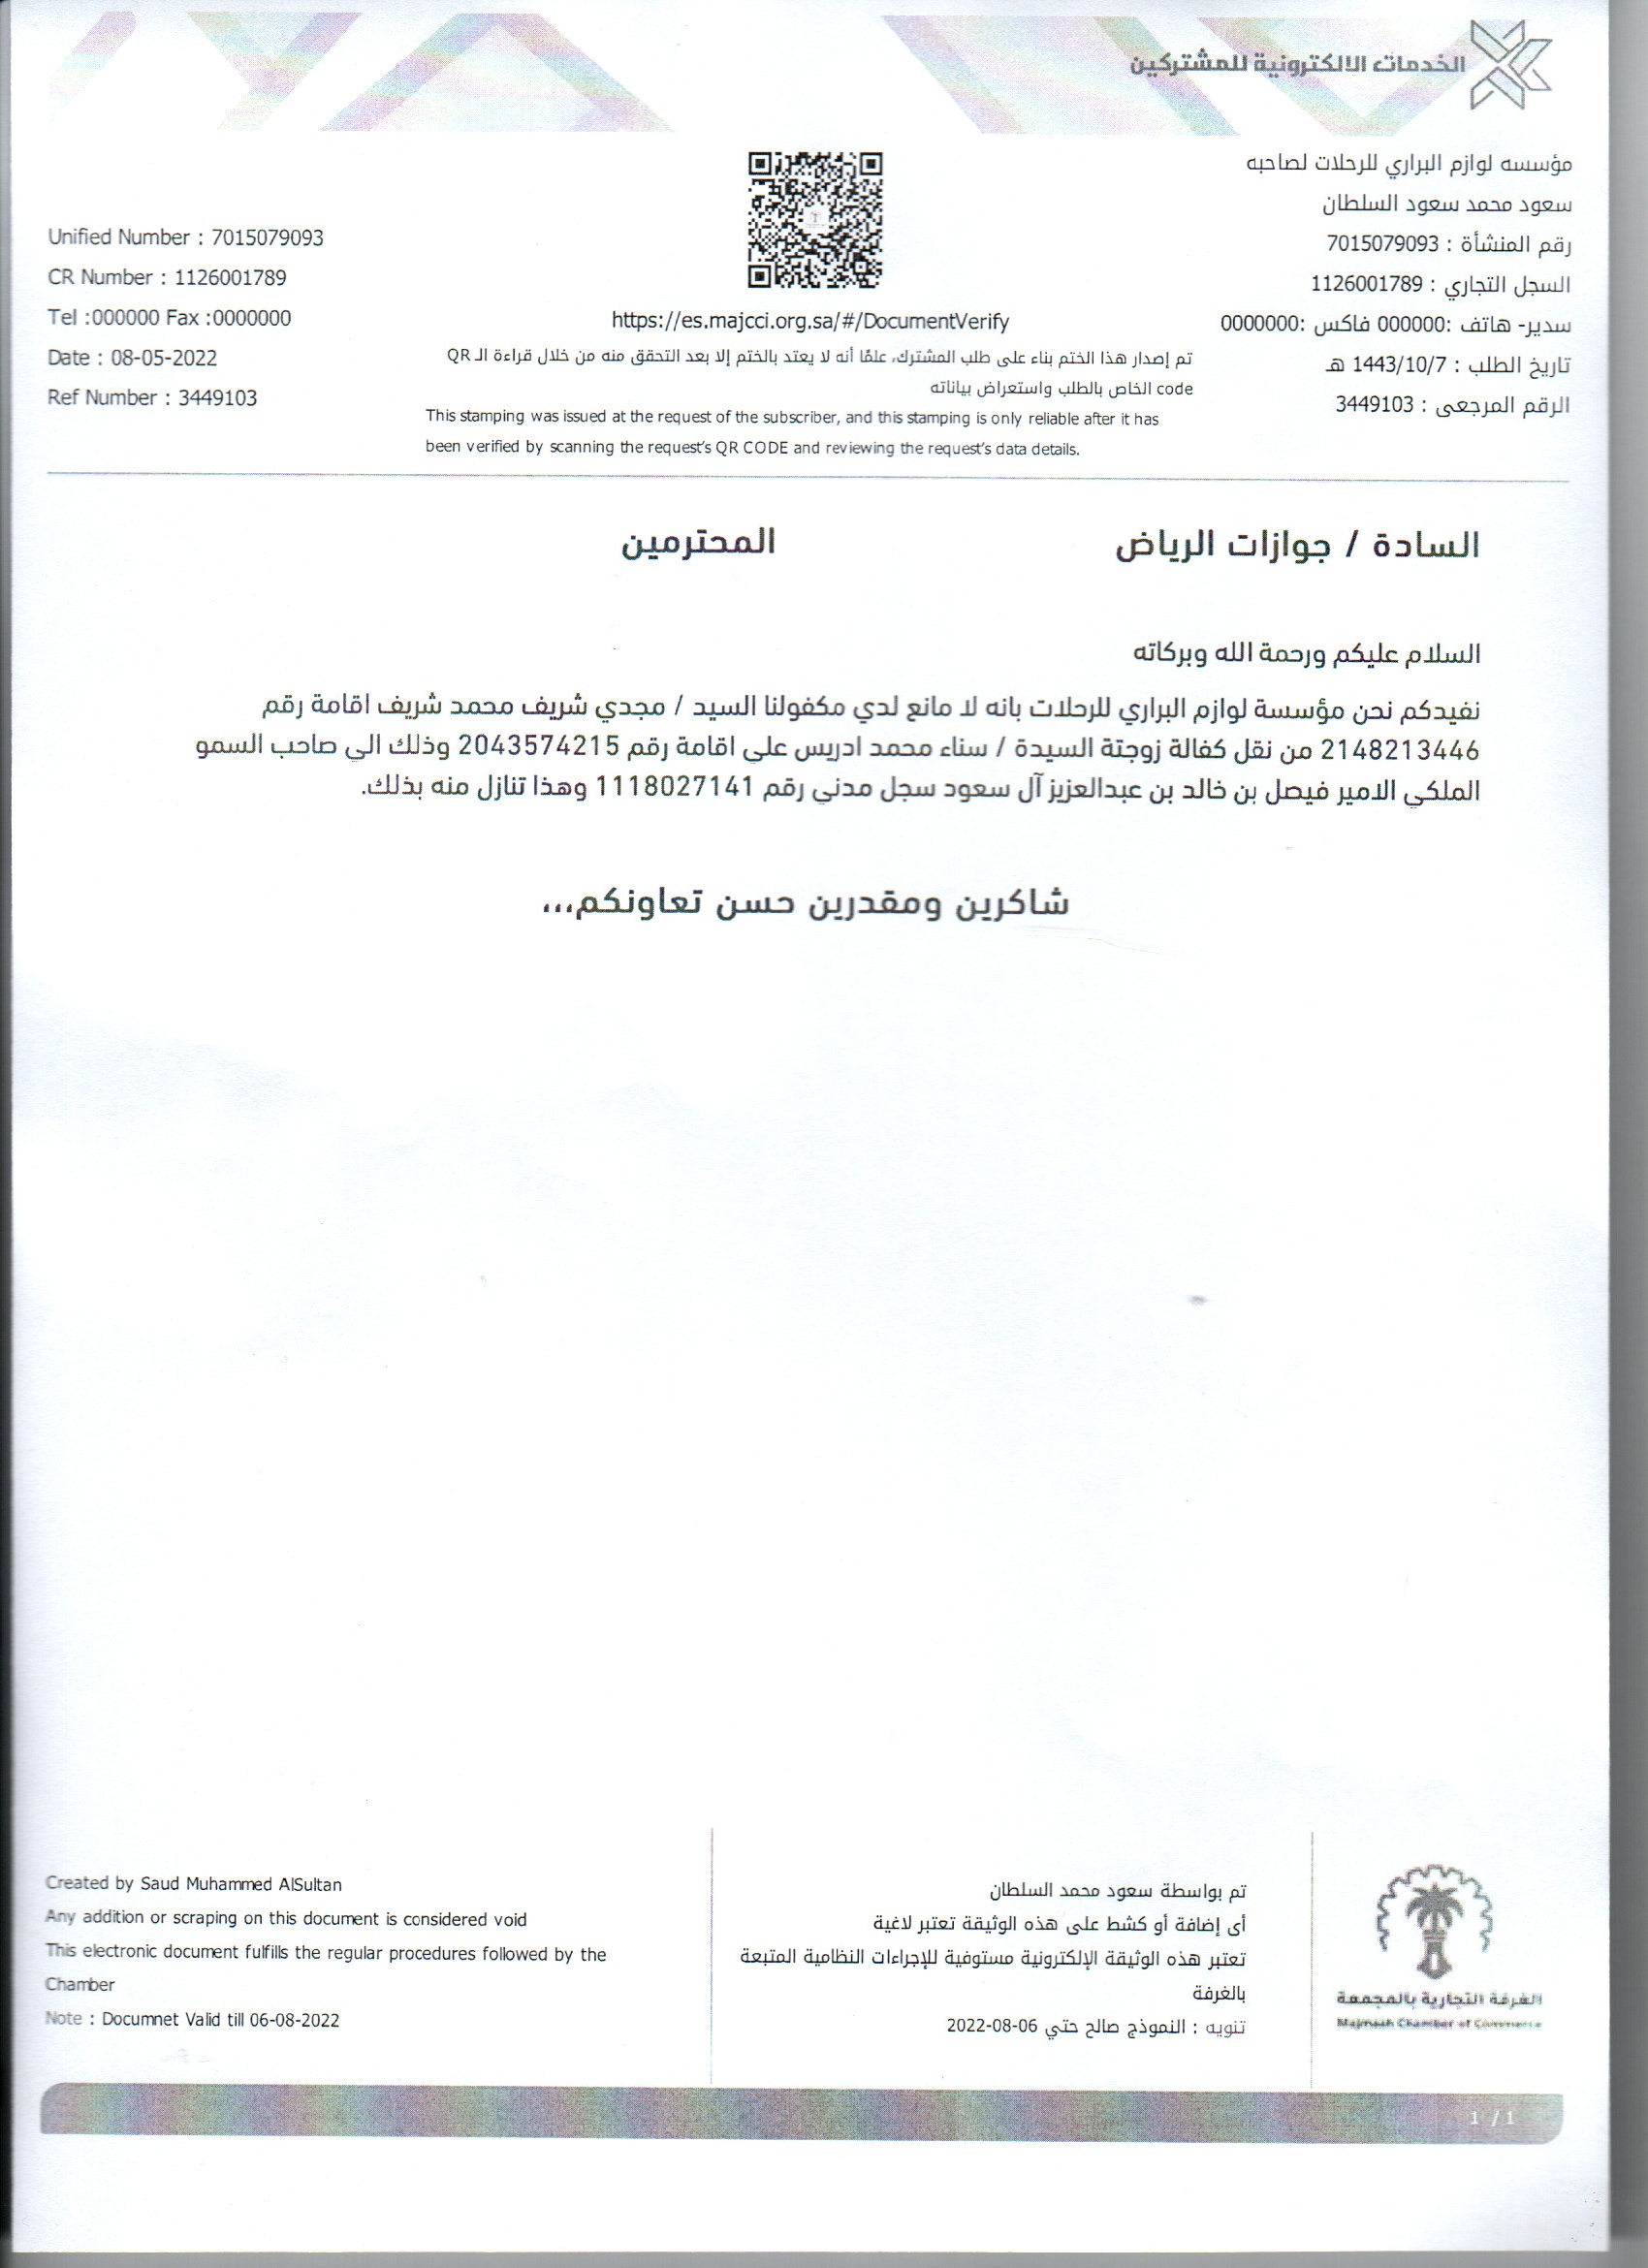 الخدمات الالكترونية للمشتركين
مؤسسه لوازم البراري للرحلات لصاحبه
سعود محمد سعود السلطان
رقم المنشأة : 7015079093
السجل التجاري : 1126001789
سدير- هاتف :000000 فاكس :0000000
تاريخ الطلب : 1443/10/7 هـ
الرقم المرجعى : 3449103
https://es.majcci.org.sa/#/DocumentVerify
تم إصدار هذا الختم بناء على طلب المشترك، علمًا أنه لا يعتد بالختم إلا بعد التحقق منه من خلال قراءة الـ QR
code الخاص بالطلب واستعراض بياناته
This stamping was issued at the request of the subscriber, and this stamping is only reliable after it has
been verified by scanning the request's QR CODE and reviewing the request's data details.
Unified Number : 7015079093
CR Number : 1126001789
Tel :000000 Fax :0000000
Date : 08-05-2022
Ref Number : 3449103
السادة / جوازات الرياض المحترمين
السلام عليكم ورحمة الله وبركاته
نفيدكم نحن مؤسسة لوازم البراري للرحلات بانه لا مانع لدي مكفولنا السيد / مجدي شريف محمد شريف اقامة رقم
2148213446 من نقل كفالة زوجتة السيدة / سناء محمد ادريس على اقامة رقم 2043574215 وذلك الي صاحب السمو
الملكي الامير فيصل بن خالد بن عبدالعزيز آل سعود سجل مدني رقم 1118027141 وهذا تنازل منه بذلك.
شاكرين ومقدرين حسن تعاونكم،،،
الغرفة التجارية بالمجمعة
Majmaah Chamber of Commerce
تم بواسطة سعود محمد السلطان
أى إضافة أو كشط على هذه الوثيقة تعتبر لاغية
تعتبر هذه الوثيقة الإلكترونية مستوفية للإجراءات النظامية المتبعة
بالغرفة
تنويه : النموذج صالح حتي 06-08-2022
Created by Saud Muhammed AlSultan
Any addition or scraping on this document is considered void
This electronic document fulfills the regular procedures followed by the
Chamber
Note : Documnet Valid till 06-08-2022
1 / 1